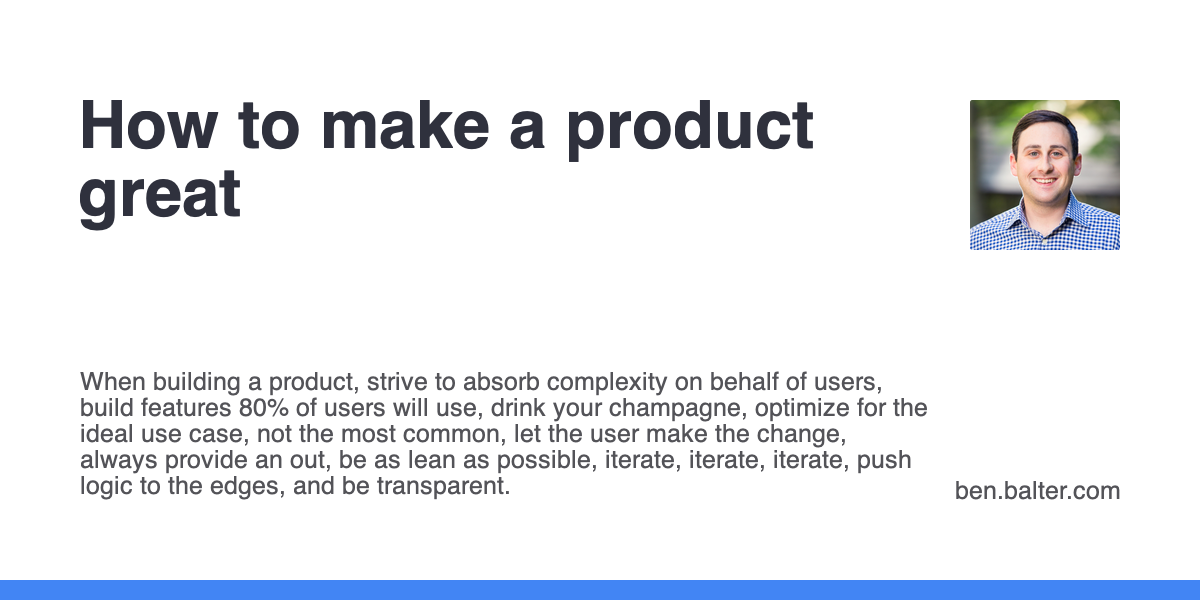 How to make a product
great
When building a product, strive to absorb complexity on behalf of users,
build features 80% of users will use, drink your champagne, optimize for the
ideal use case, not the most common, let the user make the change,
always provide an out, be as lean as possible, iterate, iterate, iterate, push
logic to the edges, and be transparent.
ben.balter.com